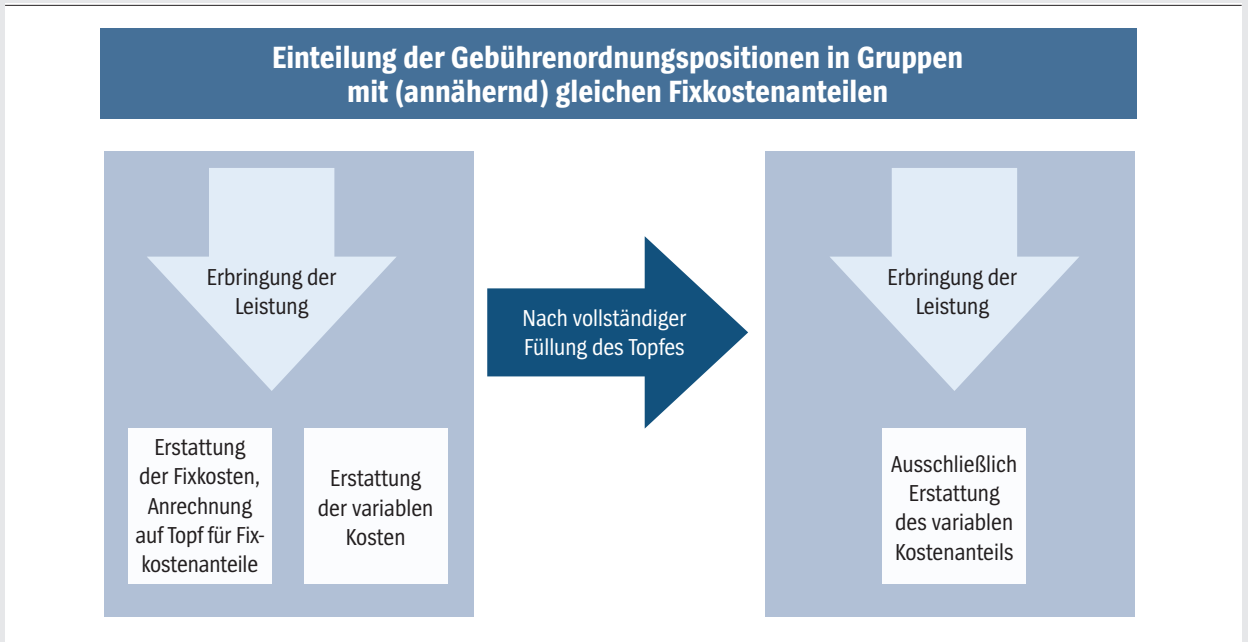 Einteilung der Gebührenordnungspositionen in Gruppen
mit (annähernd) gleichen Fixkostenanteilen
Erbringung der
Leistung
Erstattung
der Fixkosten,
Anrechnung
auf Topf für Fix-
kostenanteile
Erstattung
der variablen
Kosten
Nach vollständiger
Füllung des Topfes
Erbringung der
Leistung
Ausschließlich
Erstattung
des variablen
Kostenanteils